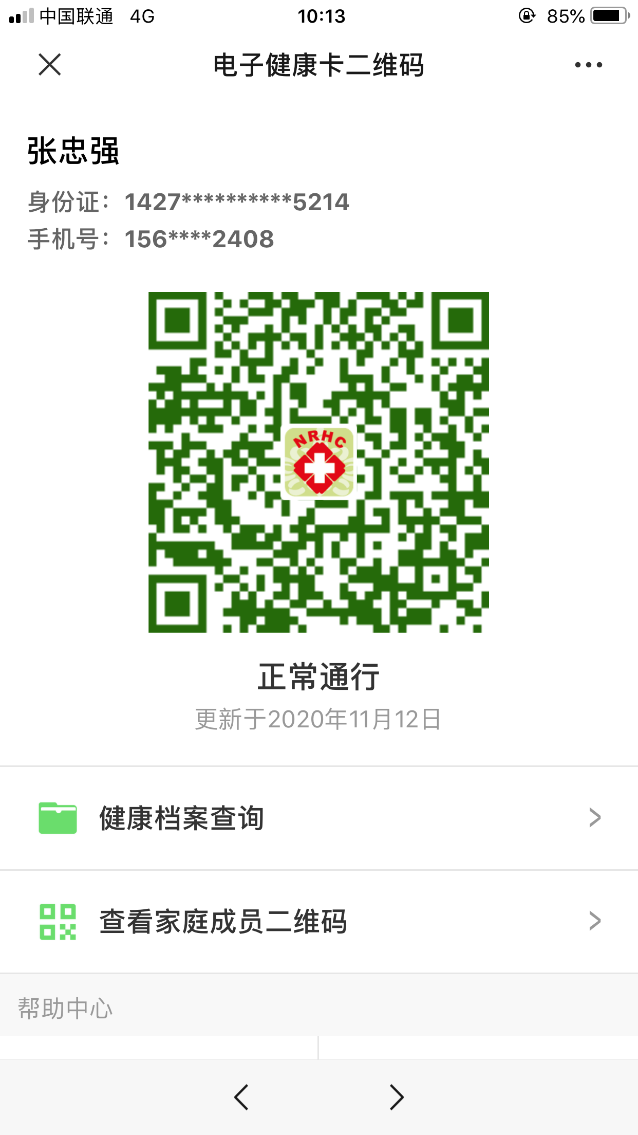 中国联通 4G 10:13 85%
电子健康卡二维码
张忠强
身份证：1427**********5214
手机号：156****2408
NRHC
正常通行
更新于2020年11月12日
健康档案查询
查看家庭成员二维码
帮助中心